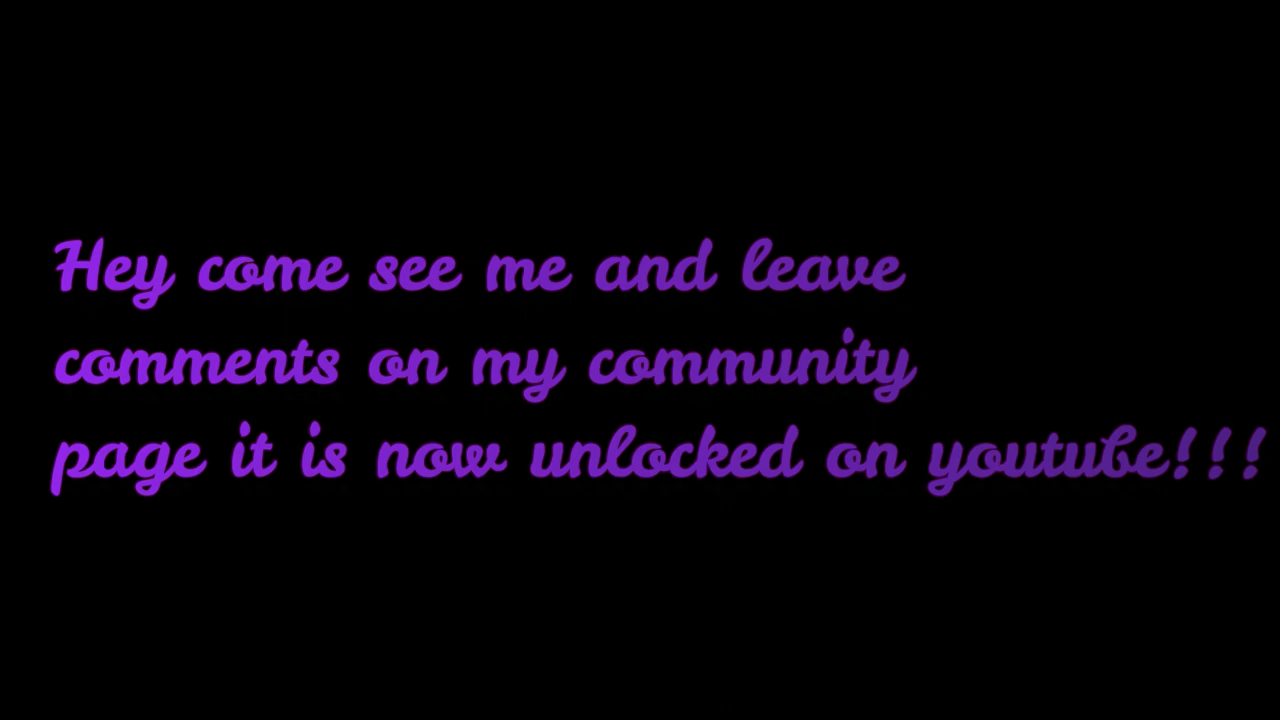 Hey come see me and leave
comments on my community
page it is now unlocked on youtube!!!